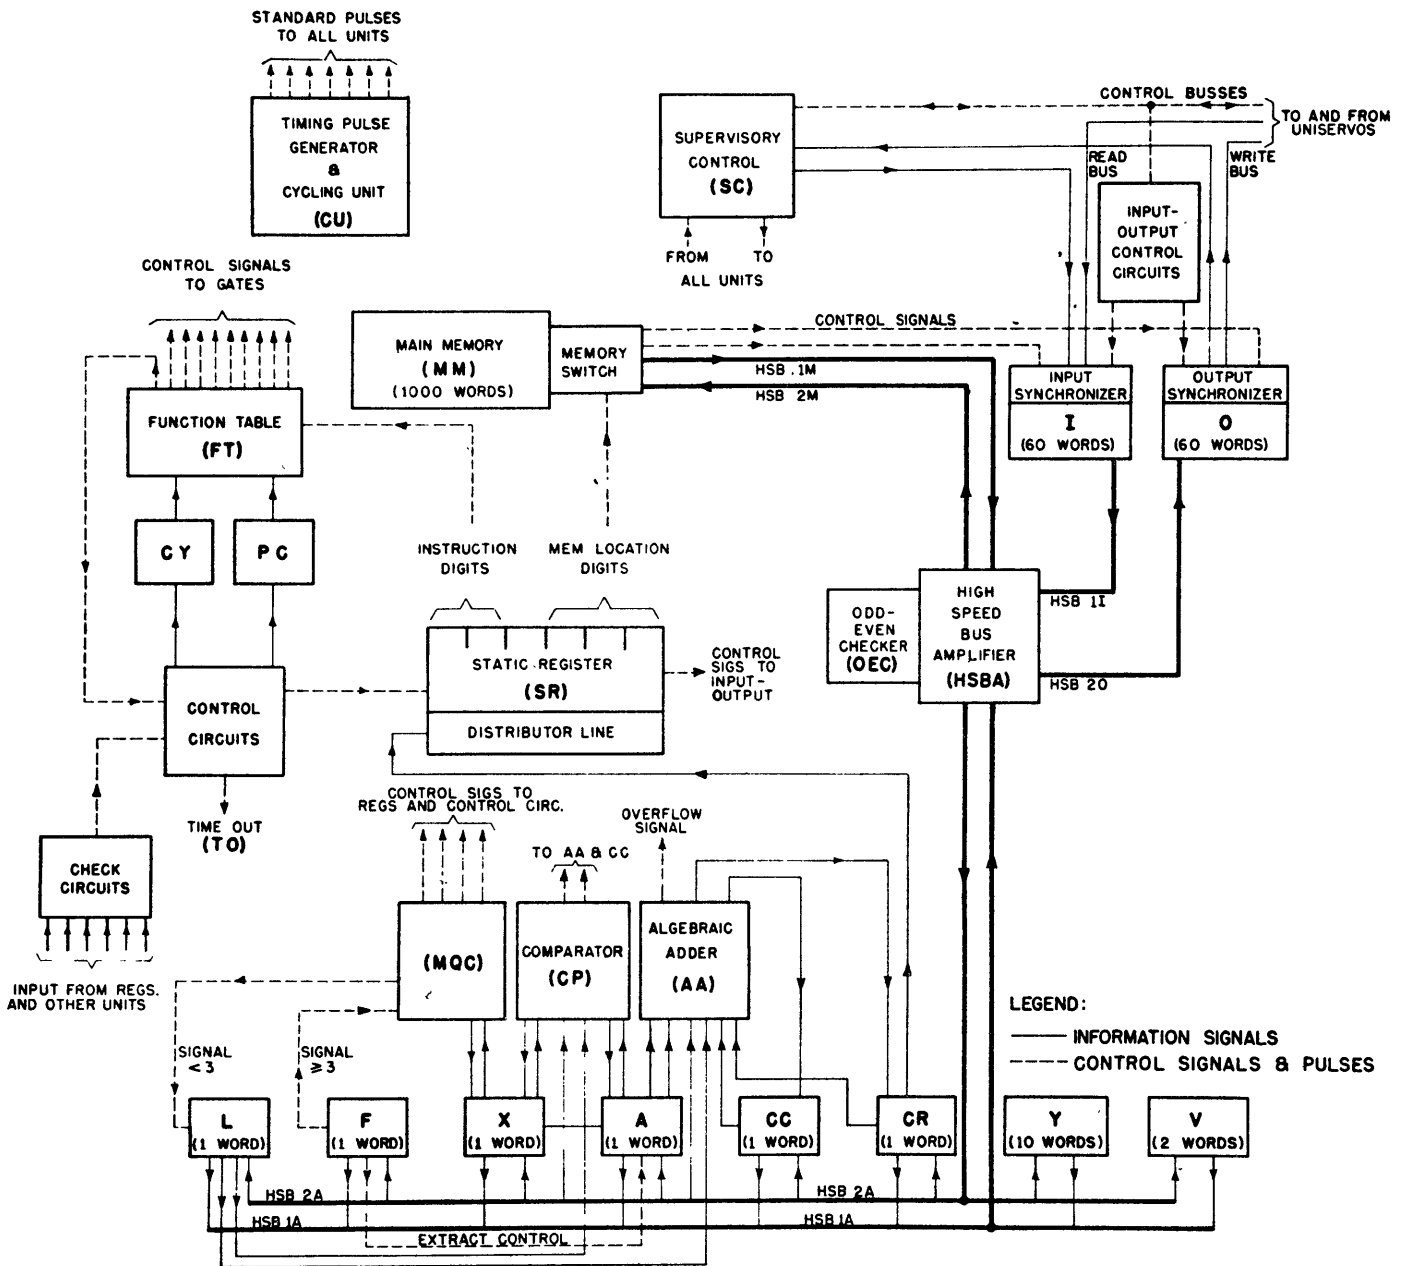 STANDARD PULSES
TO ALL UNITS
TIMING PULSE
GENERATOR
&
CYCLING UNIT
(CU)
SUPERVISORY
CONTROL
(SC)
FROM TO
ALL UNITS
CONTROL BUSSES
TO AND FROM
UNISERVOS
READ
BUS
WRITE
BUS
INPUT-
OUTPUT
CONTROL
CIRCUITS
CONTROL SIGNALS
TO GATES
FUNCTION TABLE
(FT)
CY
PC
MAIN MEMORY
(MM)
(1000 WORDS)
MEMORY
SWITCH
CONTROL SIGNALS
HSB 1M
HSB 2M
INPUT
SYNCHRONIZER
I
(60 WORDS)
OUTPUT
SYNCHRONIZER
O
(60 WORDS)
INSTRUCTION
DIGITS
MEM LOCATION
DIGITS
STATIC REGISTER
(SR)
DISTRIBUTOR LINE
CONTROL
SIGS TO
INPUT-
OUTPUT
ODD-
EVEN
CHECKER
(OEC)
HIGH
SPEED
BUS
AMPLIFIER
(HSBA)
HSB 1I
HSB 2O
CONTROL
CIRCUITS
TIME OUT
(TO)
CHECK
CIRCUITS
INPUT FROM REGS.
AND OTHER UNITS
CONTROL SIGS TO
REGS AND CONTROL CIRC.
OVERFLOW
SIGNAL
TO AA & CC
(MQC)
COMPARATOR
(CP)
ALGEBRAIC
ADDER
(AA)
SIGNAL
< 3
SIGNAL
≥ 3
LEGEND:
INFORMATION SIGNALS
CONTROL SIGNALS & PULSES
L
(1 WORD)
F
(1 WORD)
X
(1 WORD)
A
(1 WORD)
CC
(1 WORD)
CR
(1 WORD)
Y
(10 WORDS)
V
(2 WORDS)
HSB 2A
HSB 2A
HSB 1A
HSB 1A
EXTRACT CONTROL